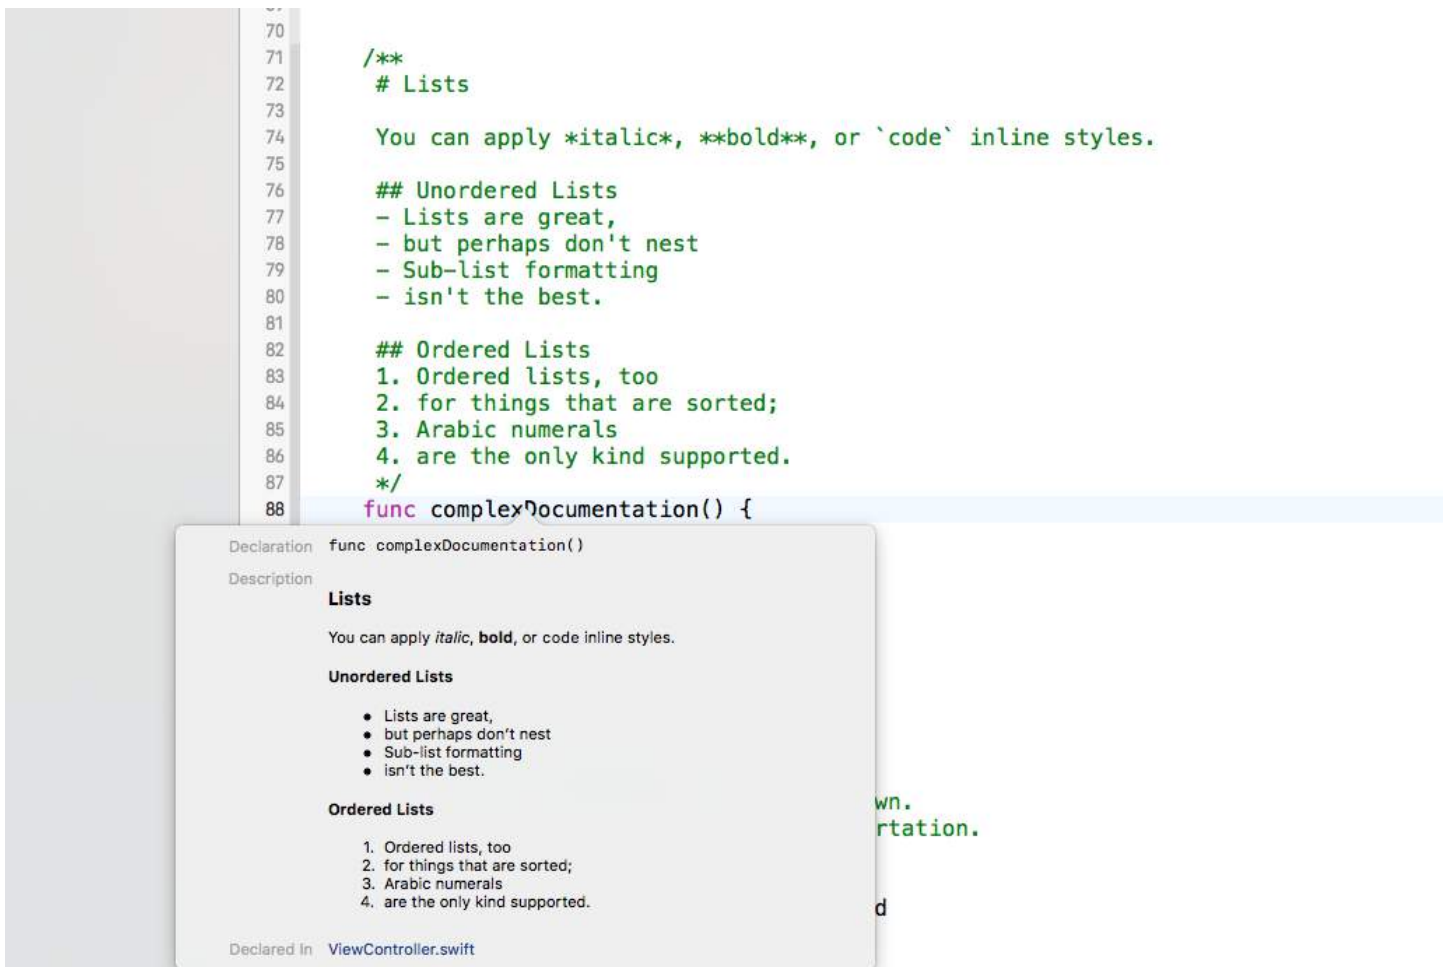 70
71 /**
72 # Lists
73
74 You can apply *italic*, **bold**, or `code` inline styles.
75
76 ## Unordered Lists
77 - Lists are great,
78 - but perhaps don't nest
79 - Sub-list formatting
80 - isn't the best.
81
82 ## Ordered Lists
83 1. Ordered lists, too
84 2. for things that are sorted;
85 3. Arabic numerals
86 4. are the only kind supported.
87 */
88 func complexDocumentation() {
Declaration func complexDocumentation()
Description
Lists
You can apply italic, bold, or code inline styles.
Unordered Lists
• Lists are great,
• but perhaps don't nest
• Sub-list formatting
• isn't the best.
wn.
Ordered Lists
rtation.
1. Ordered lists, too
2. for things that are sorted;
3. Arabic numerals
4. are the only kind supported.
d
Declared In ViewController.swift